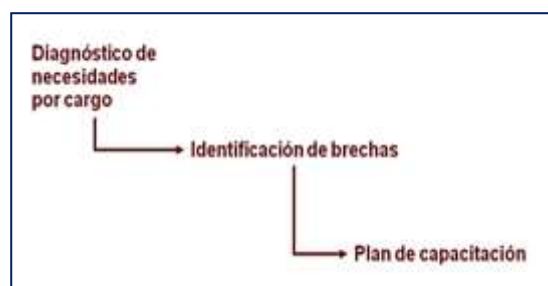 Diagnóstico de
necesidades
por cargo
Identificación de brechas
Plan de capacitación